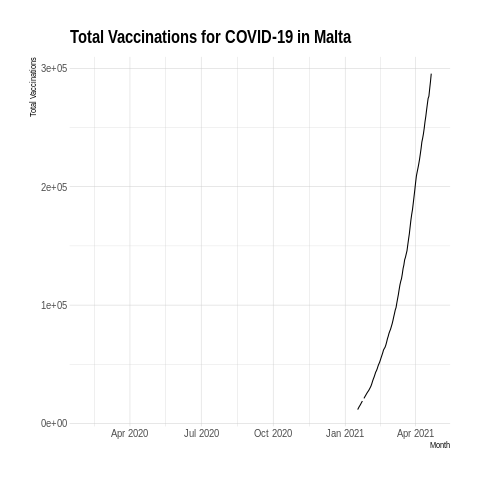 Total Vaccinations for COVID-19 in Malta
Total Vaccinations
3e+05
2e+05
1e+05
0e+00
Apr 2020
Jul 2020
Oct 2020
Jan 2021
Apr 2021
Month